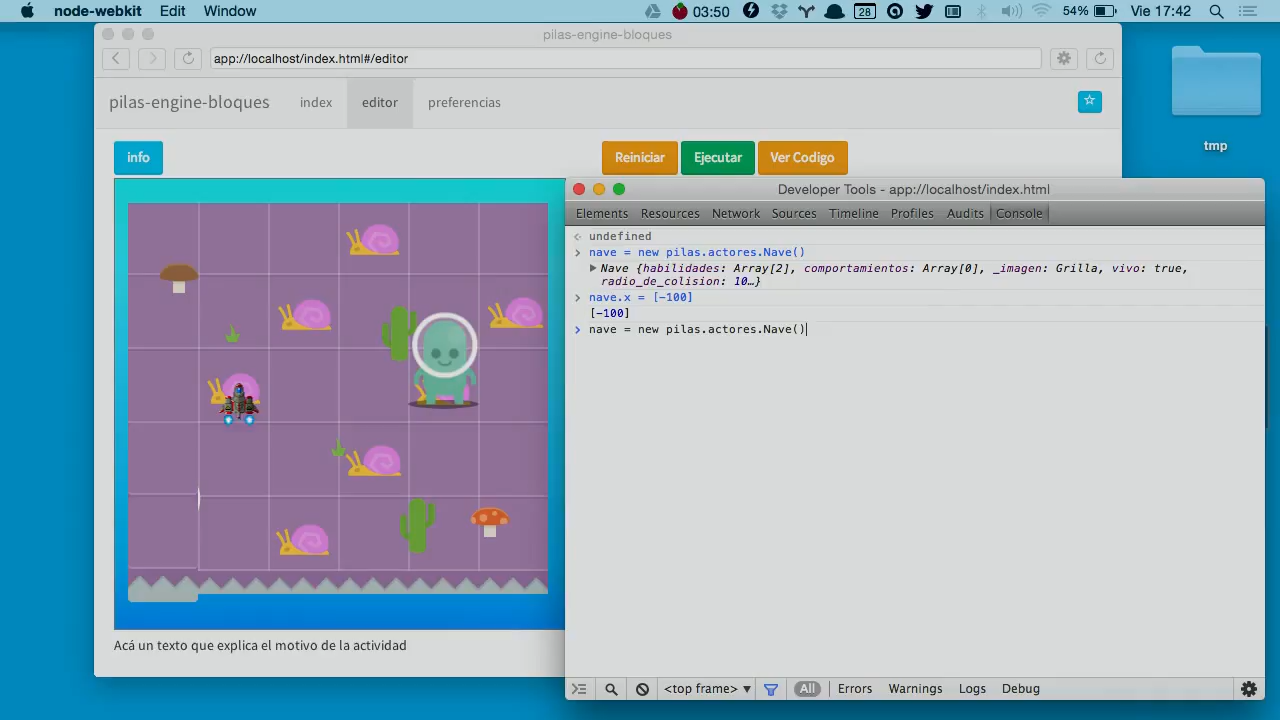 node-webkit Edit Window 03:50 28 54% Vie 17:42
pilas-engine-bloques
app://localhost/index.html#/editor
pilas-engine-bloques index editor preferencias
tmp
info Reiniciar Ejecutar Ver Codigo
Developer Tools - app://localhost/index.html
Elements Resources Network Sources Timeline Profiles Audits Console
undefined
nave = new pilas.actores.Nave()
Nave {habilidades: Array[2], comportamientos: Array[0], _imagen: Grilla, vivo: true,
radio_de_colision: 10…}
nave.x = [-100]
[-100]
nave = new pilas.actores.Nave()
Acá un texto que explica el motivo de la actividad
<top frame> All Errors Warnings Logs Debug